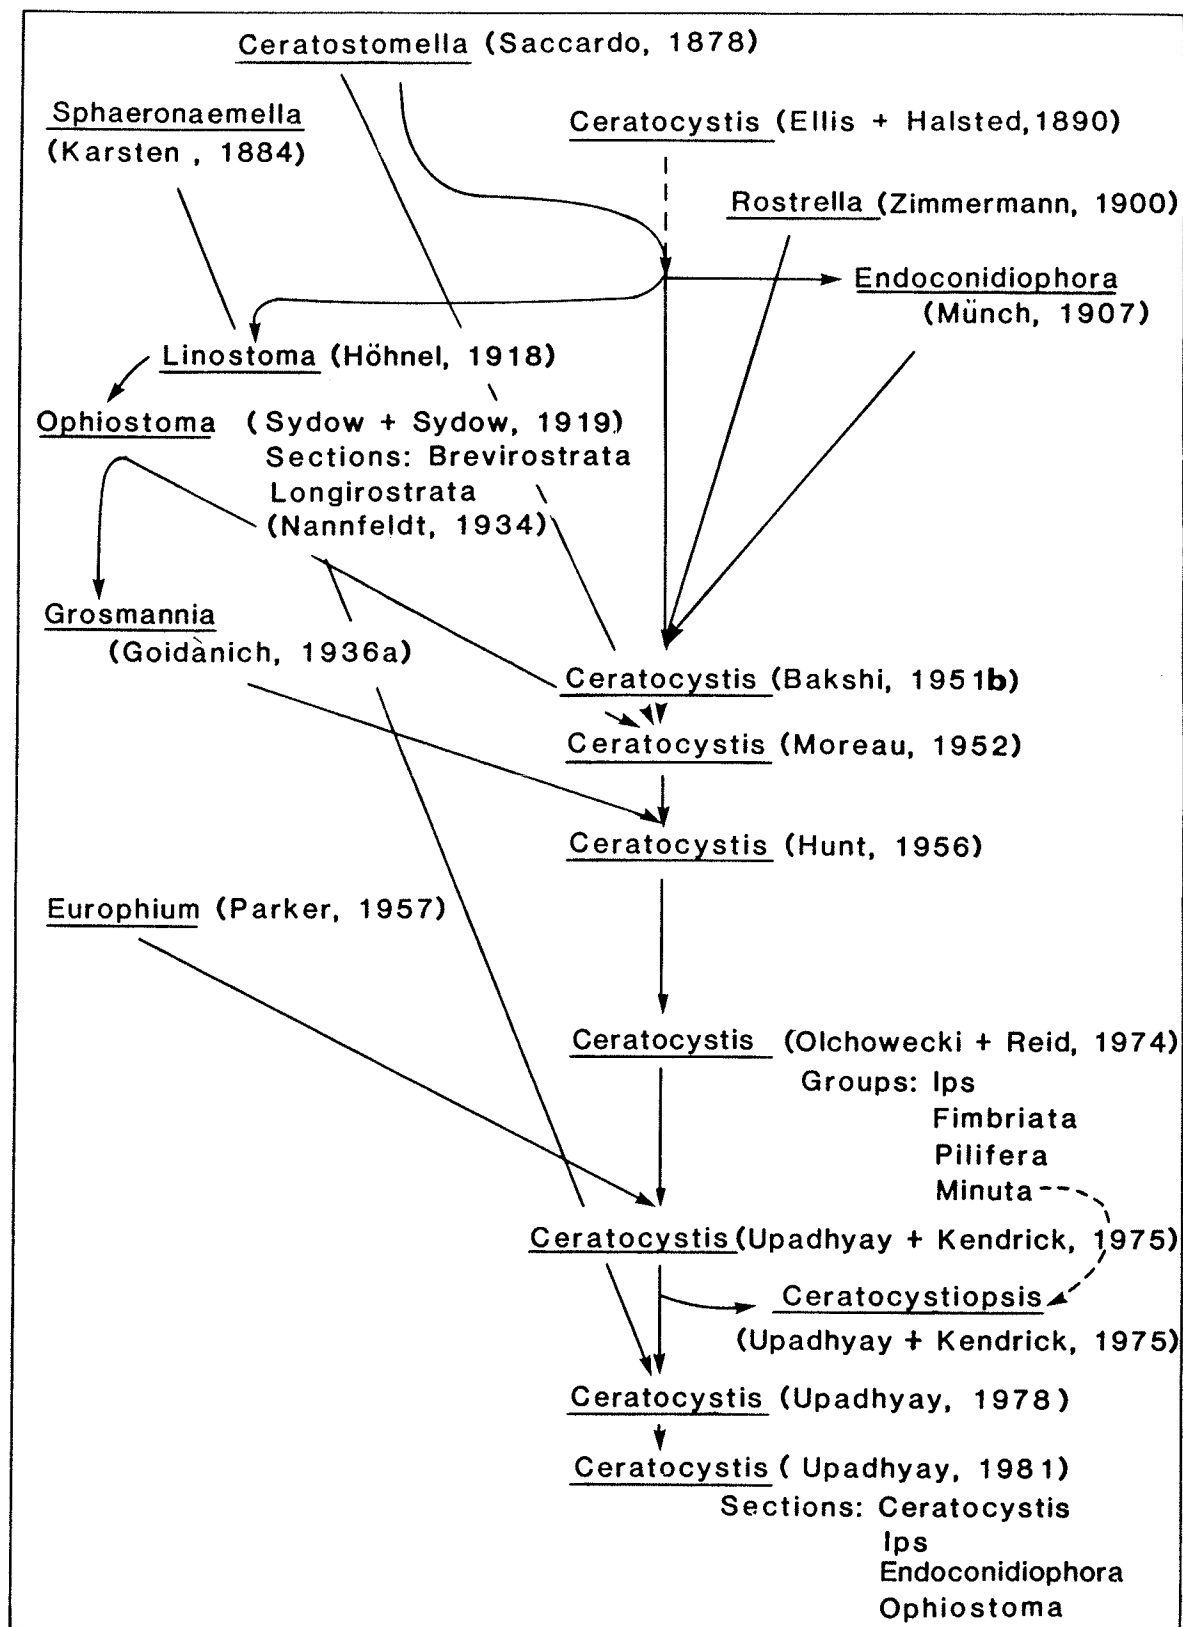 Ceratostomella (Saccardo, 1878)
Sphaeronaemella
(Karsten , 1884)
Ceratocystis (Ellis + Halsted, 1890)
Rostrella (Zimmermann, 1900)
Endoconidiophora
(Münch, 1907)
Linostoma (Höhnel, 1918)
Ophiostoma (Sydow + Sydow, 1919)
Sections: Brevirostrata
Longirostrata
(Nannfeldt, 1934)
Grosmannia
(Goidànich, 1936a)
Ceratocystis (Bakshi, 1951b)
Ceratocystis (Moreau, 1952)
Ceratocystis (Hunt, 1956)
Europhium (Parker, 1957)
Ceratocystis (Olchowecki + Reid, 1974)
Groups: Ips
Fimbriata
Pilifera
Minuta
Ceratocystis (Upadhyay + Kendrick, 1975)
Ceratocystiopsis
(Upadhyay + Kendrick, 1975)
Ceratocystis (Upadhyay, 1978)
Ceratocystis ( Upadhyay, 1981)
Sections: Ceratocystis
Ips
Endoconidiophora
Ophiostoma